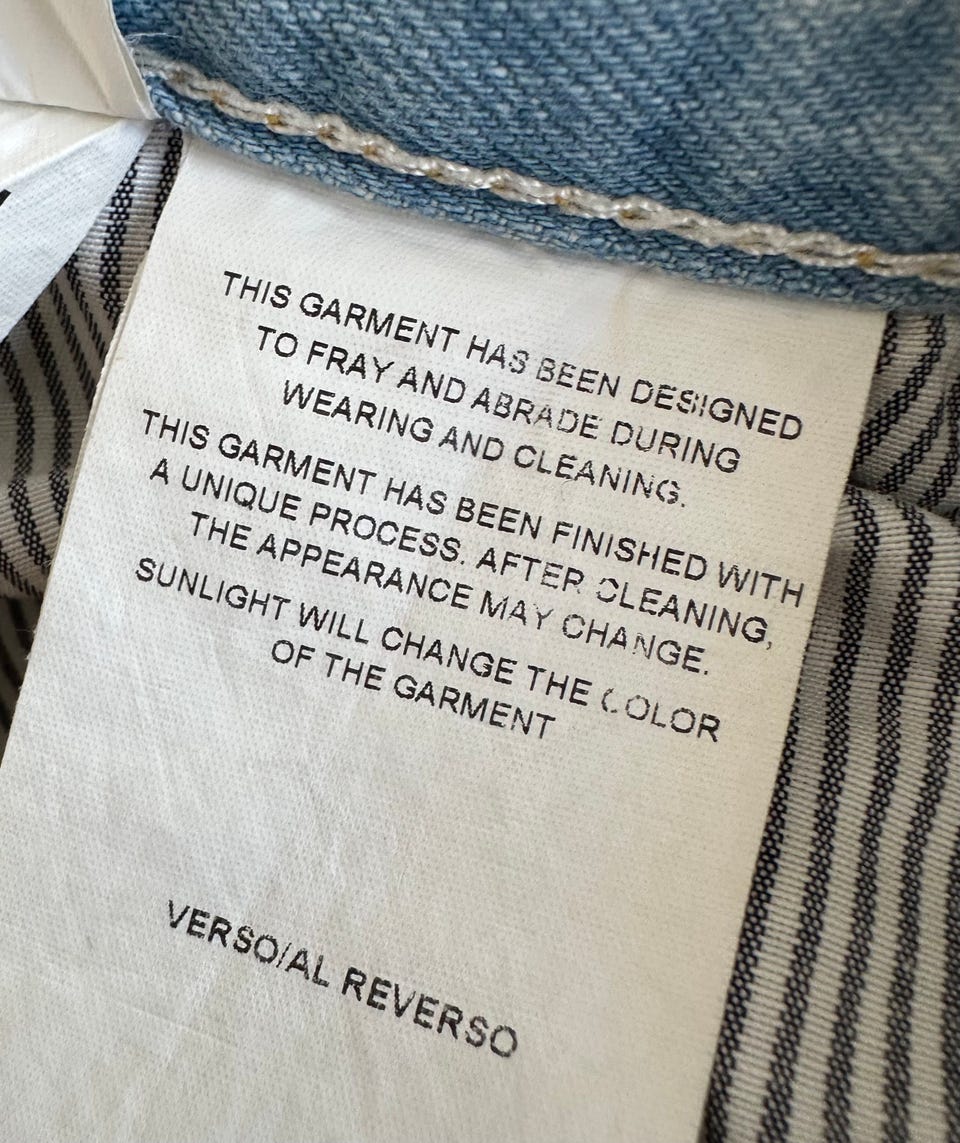 THIS GARMENT HAS BEEN DESIGNED
TO FRAY AND ABRADE DURING
WEARING AND CLEANING.
THIS GARMENT HAS BEEN FINISHED WITH
A UNIQUE PROCESS. AFTER CLEANING,
THE APPEARANCE MAY CHANGE.
SUNLIGHT WILL CHANGE THE COLOR
OF THE GARMENT
VERSO/AL REVERSO